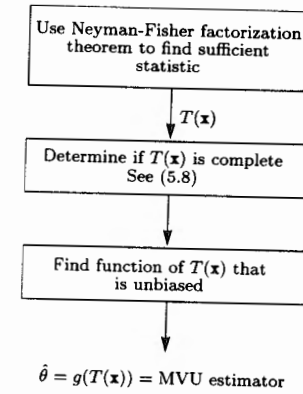 Use Neyman-Fisher factorization
theorem to find sufficient
statistic
T(x)
Determine if T(x) is complete
See (5.8)
Find function of T(x) that
is unbiased
θ̂ = g(T(x)) = MVU estimator